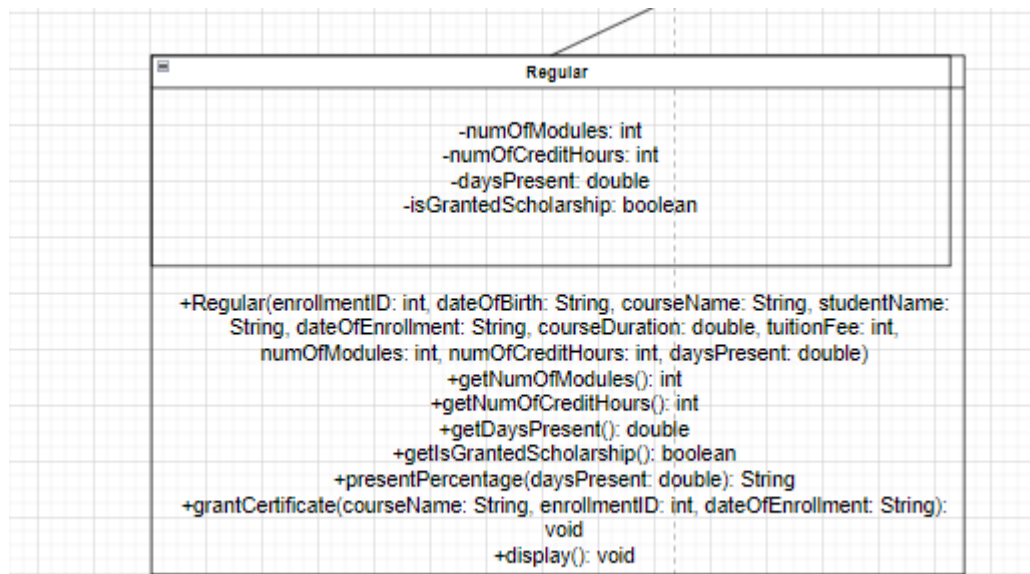 Regular
-numOfModules: int
-numOfCreditHours: int
-daysPresent: double
-isGrantedScholarship: boolean
+Regular(enrollmentID: int, dateOfBirth: String, courseName: String, studentName:
String, dateOfEnrollment: String, courseDuration: double, tuitionFee: int,
numOfModules: int, numOfCreditHours: int, daysPresent: double)
+getNumOfModules(): int
+getNumOfCreditHours(): int
+getDaysPresent(): double
+getIsGrantedScholarship(): boolean
+presentPercentage(daysPresent: double): String
+grantCertificate(courseName: String, enrollmentID: int, dateOfEnrollment: String):
void
+display(): void